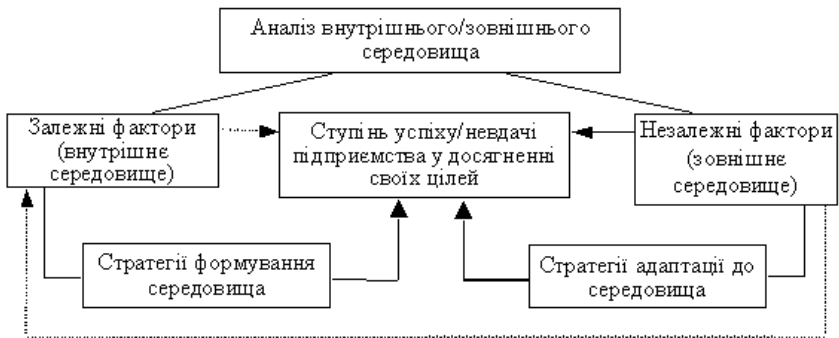 Аналіз внутрішнього/зовнішнього
середовища
Залежні фактори
(внутрішнє
середовище)
Ступінь успіху/невдачі
підприємства у досягненні
своїх цілей
Незалежні фактори
(зовнішнє
середовище)
Стратегії формування
середовища
Стратегії адаптації до
середовища